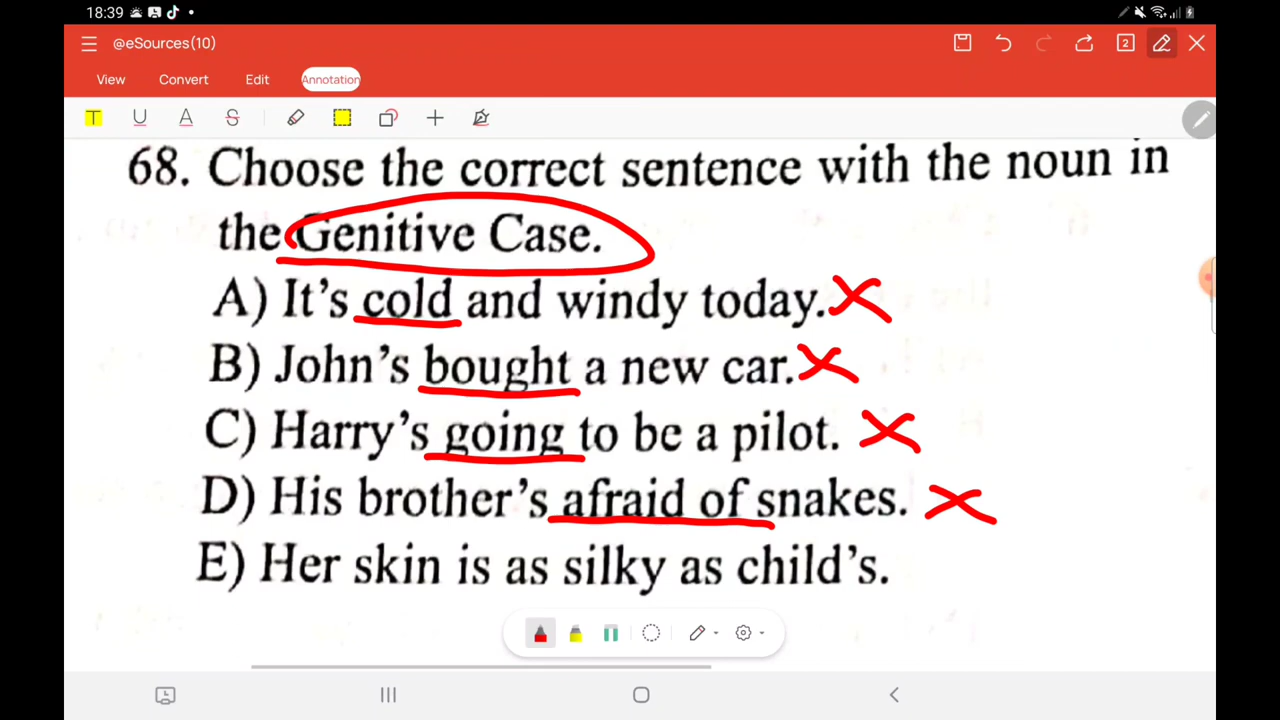 18:39
@eSources(10)
2
View Convert Edit Annotation
T U A S
68. Choose the correct sentence with the noun in
the Genitive Case.
A) It's cold and windy today.
B) John's bought a new car.
C) Harry's going to be a pilot.
D) His brother's afraid of snakes.
E) Her skin is as silky as child's.